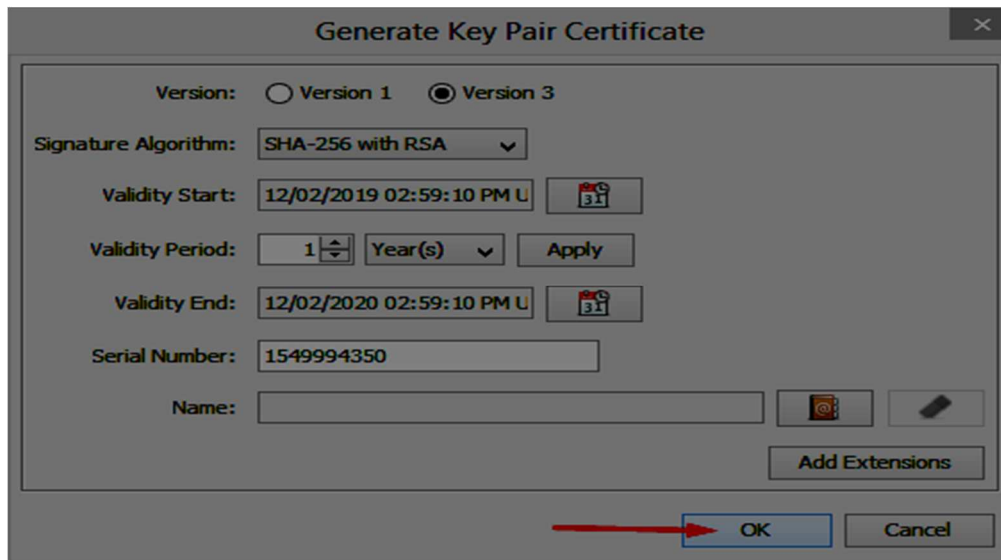 Generate Key Pair Certificate
Version: Version 1 Version 3
Signature Algorithm: SHA-256 with RSA
Validity Start: 12/02/2019 02:59:10 PM U
31
Validity Period: 1 Year(s) Apply
Validity End: 12/02/2020 02:59:10 PM U
31
Serial Number: 1549994350
Name: @
Add Extensions
OK Cancel